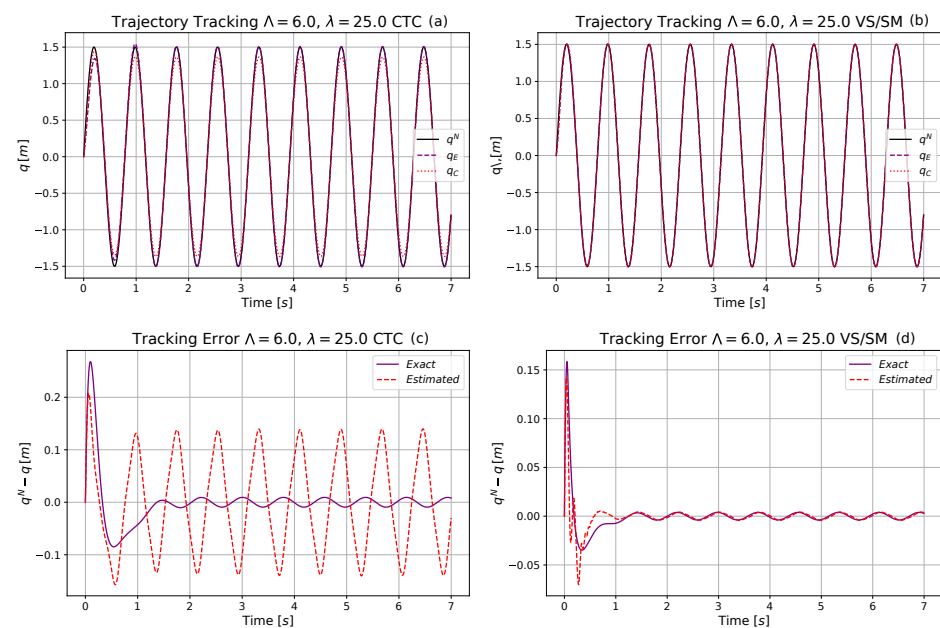 Trajectory Tracking Λ = 6.0, λ = 25.0 CTC (a)
1.5
1.0
0.5
0.0
−0.5
−1.0
−1.5
q [m]
q^N
q_E
q_C
0 1 2 3 4 5 6 7
Time [s]
Trajectory Tracking Λ = 6.0, λ = 25.0 VS/SM (b)
1.5
1.0
0.5
0.0
−0.5
−1.0
−1.5
q\,[m]
q^N
q_E
q_C
0 1 2 3 4 5 6 7
Time [s]
Tracking Error Λ = 6.0, λ = 25.0 CTC (c)
0.2
0.1
0.0
−0.1
q^N − q [m]
Exact
Estimated
0 1 2 3 4 5 6 7
Time [s]
Tracking Error Λ = 6.0, λ = 25.0 VS/SM (d)
0.15
0.10
0.05
0.00
−0.05
q^N − q [m]
Exact
Estimated
0 1 2 3 4 5 6 7
Time [s]